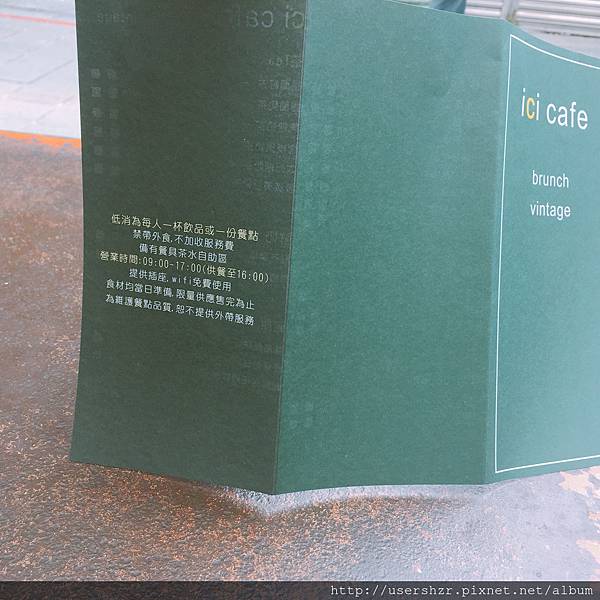 低消為每人一杯飲品或一份餐點
禁帶外食,不加收服務費
備有餐具茶水自助區
營業時間:09:00-17:00(供餐至16:00)
提供插座,wifi免費使用
食材均當日準備,限量供應售完為止
為維護餐點品質,恕不提供外帶服務
ici cafe
brunch
vintage
http://usershzr.pixnet.net/album